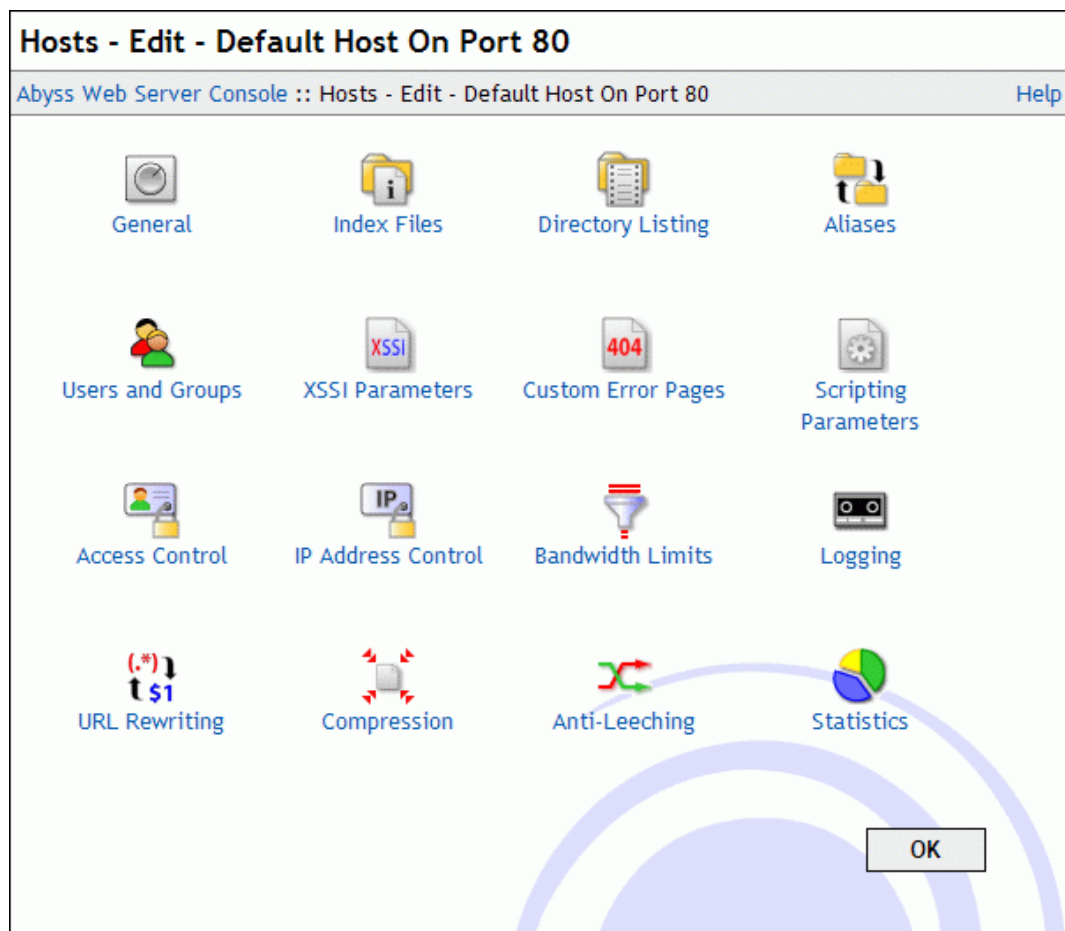 Hosts - Edit - Default Host On Port 80
Abyss Web Server Console :: Hosts - Edit - Default Host On Port 80 Help
General Index Files Directory Listing Aliases
XSSI 404
Users and Groups XSSI Parameters Custom Error Pages Scripting
Parameters
IP
Access Control IP Address Control Bandwidth Limits Logging
(.*)
$1
URL Rewriting Compression Anti-Leeching Statistics
OK